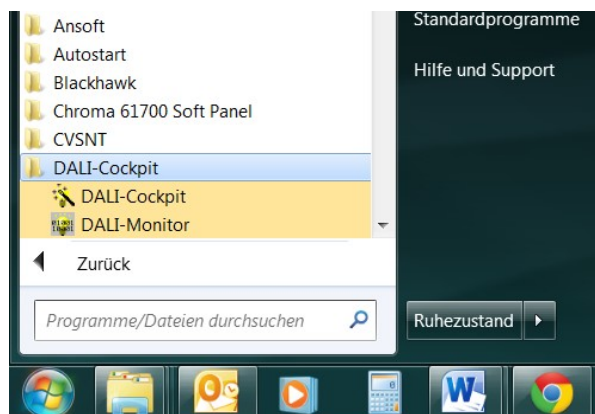 Ansoft
Autostart
Blackhawk
Chroma 61700 Soft Panel
CVSNT
DALI-Cockpit
DALI-Cockpit
DALI-Monitor
Zurück
Programme/Dateien durchsuchen
Standardprogramme
Hilfe und Support
Ruhezustand